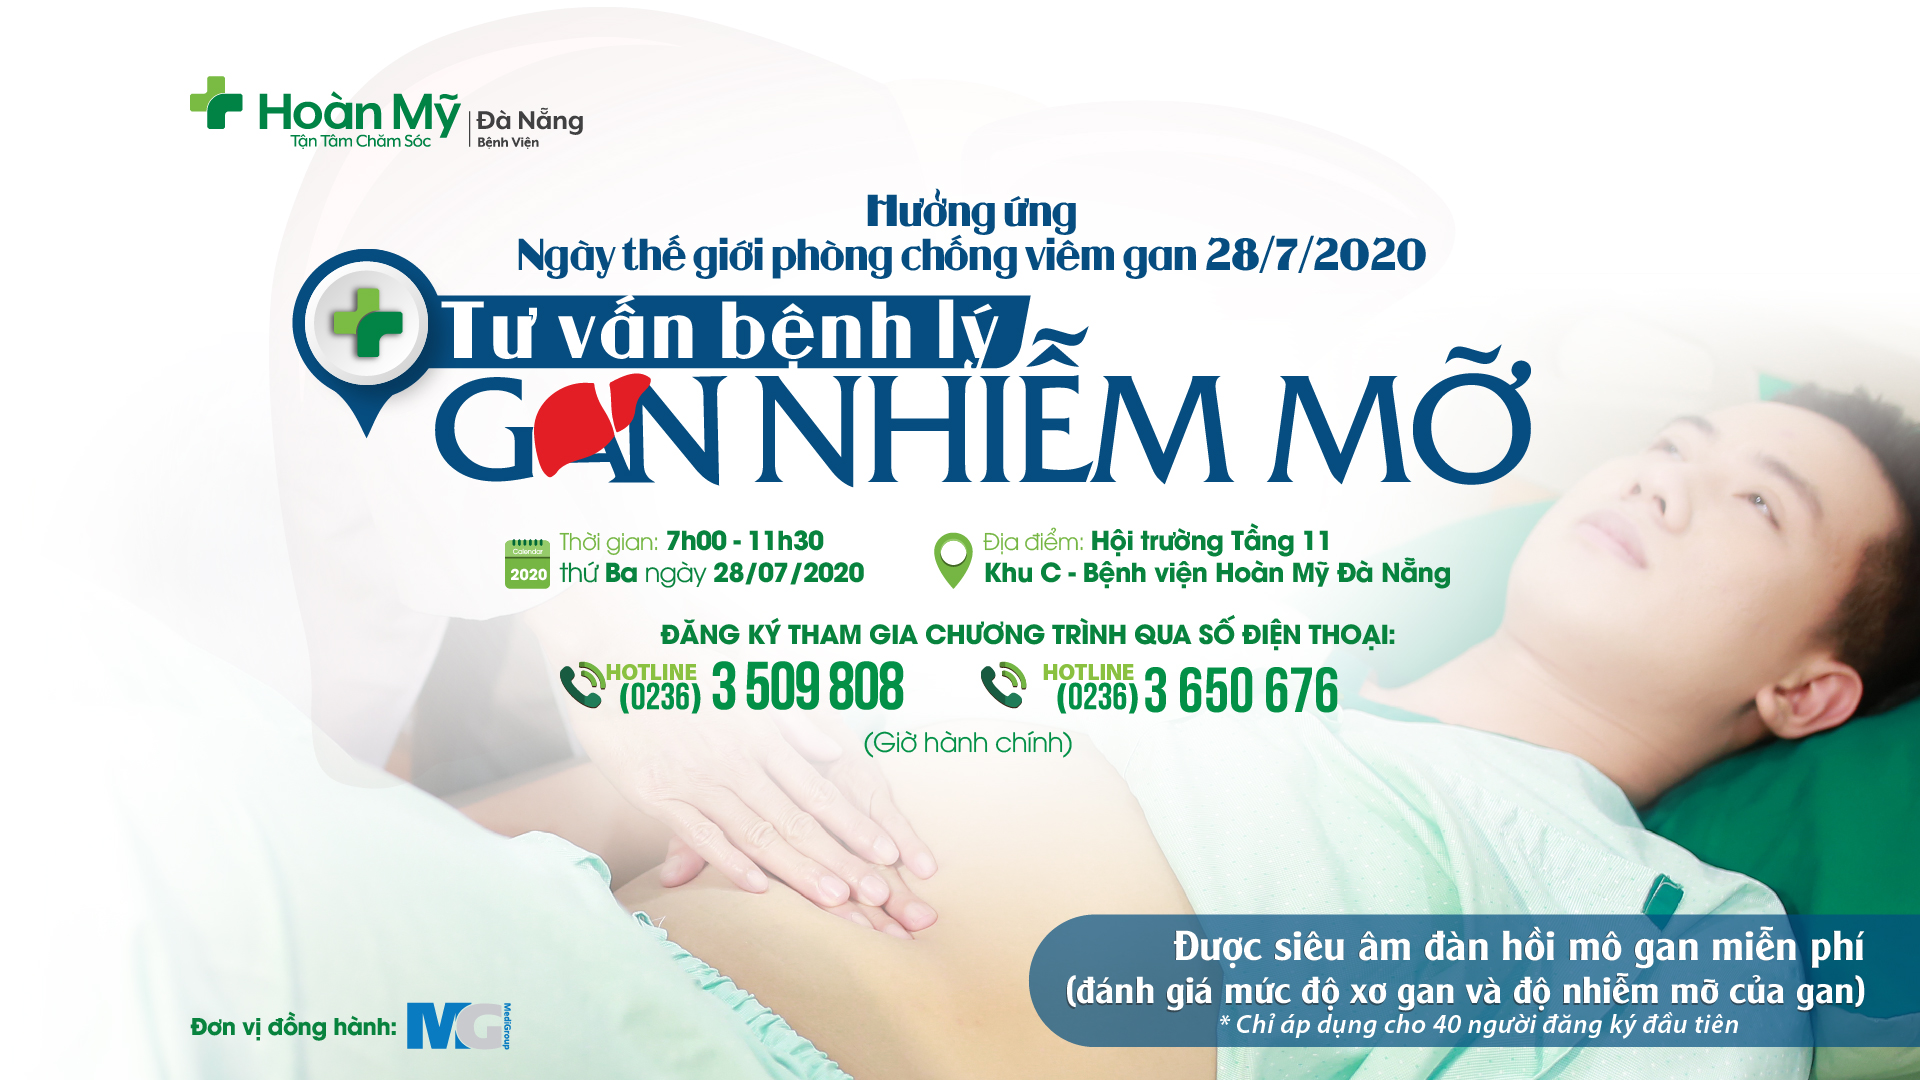 Hoàn Mỹ
Tận Tâm Chăm Sóc
Đà Nẵng
Bệnh Viện
Hưởng ứng
Ngày thế giới phòng chống viêm gan 28/7/2020
Tư vấn bệnh lý
GAN NHIỄM MỠ
Calendar
2020
Thời gian: 7h00 - 11h30
thứ Ba ngày 28/07/2020
Địa điểm: Hội trường Tầng 11
Khu C - Bệnh viện Hoàn Mỹ Đà Nẵng
ĐĂNG KÝ THAM GIA CHƯƠNG TRÌNH QUA SỐ ĐIỆN THOẠI:
HOTLINE
(0236) 3 509 808
HOTLINE
(0236) 3 650 676
(Giờ hành chính)
Được siêu âm đàn hồi mô gan miễn phí
(đánh giá mức độ xơ gan và độ nhiễm mỡ của gan)
* Chỉ áp dụng cho 40 người đăng ký đầu tiên
Đơn vị đồng hành: MG
MediGroup